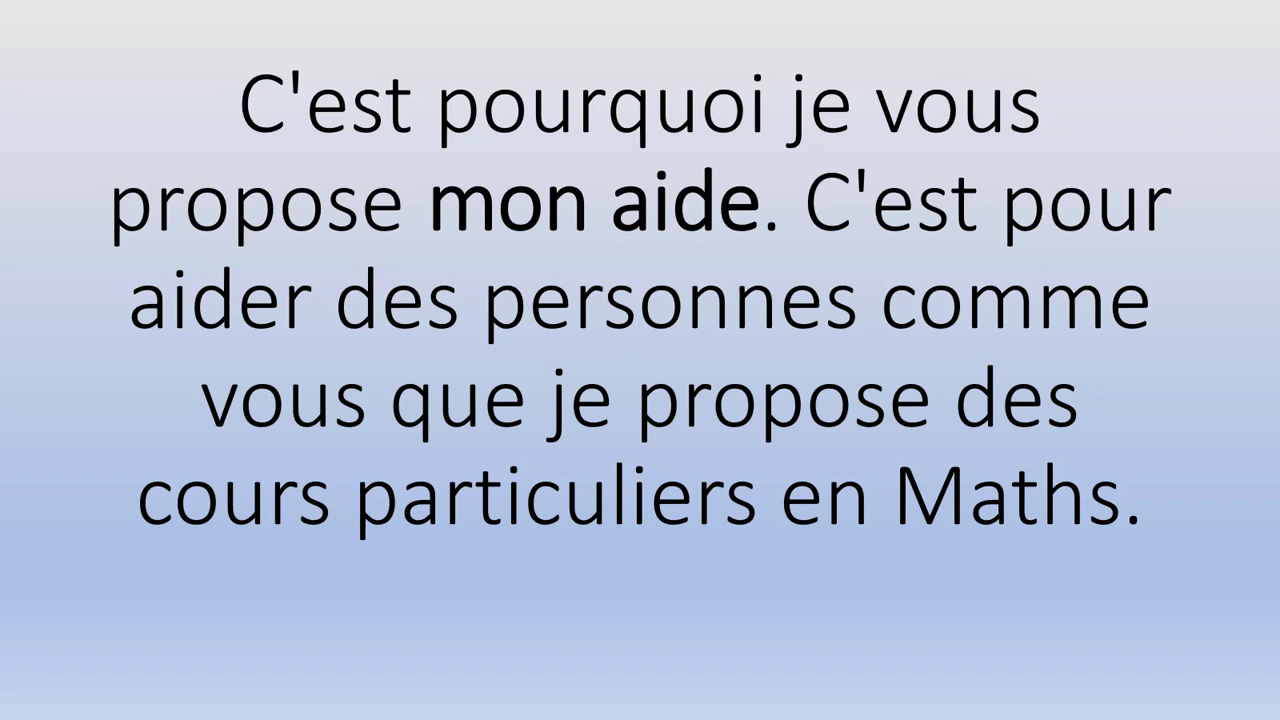 C'est pourquoi je vous
propose mon aide. C'est pour
aider des personnes comme
vous que je propose des
cours particuliers en Maths.